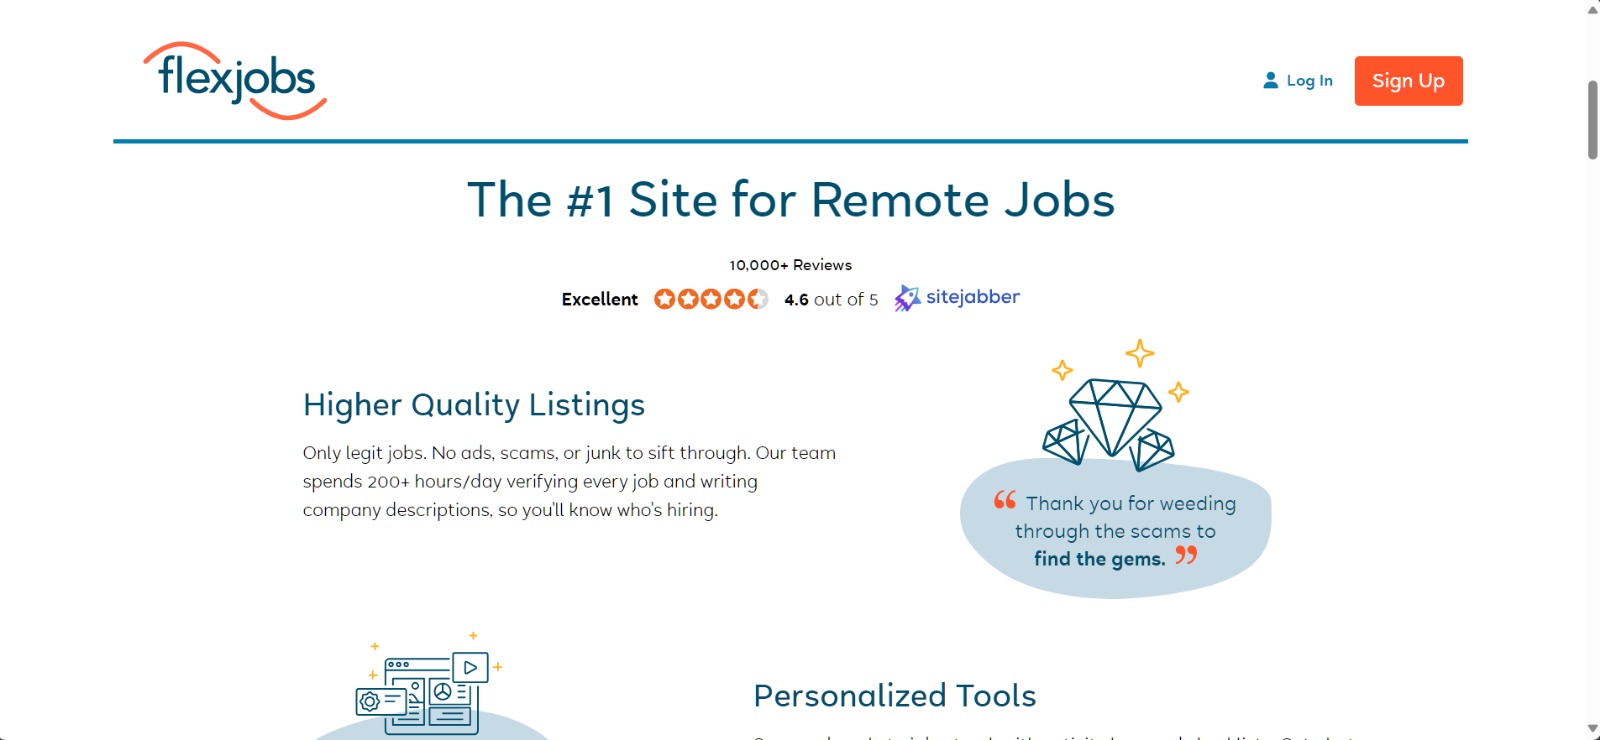 flexjobs
Log In
Sign Up
The #1 Site for Remote Jobs
10,000+ Reviews
Excellent 4.6 out of 5 sitejabber
Higher Quality Listings
Only legit jobs. No ads, scams, or junk to sift through. Our team
spends 200+ hours/day verifying every job and writing
company descriptions, so you'll know who's hiring.
“ Thank you for weeding
through the scams to
find the gems. ”
Personalized Tools